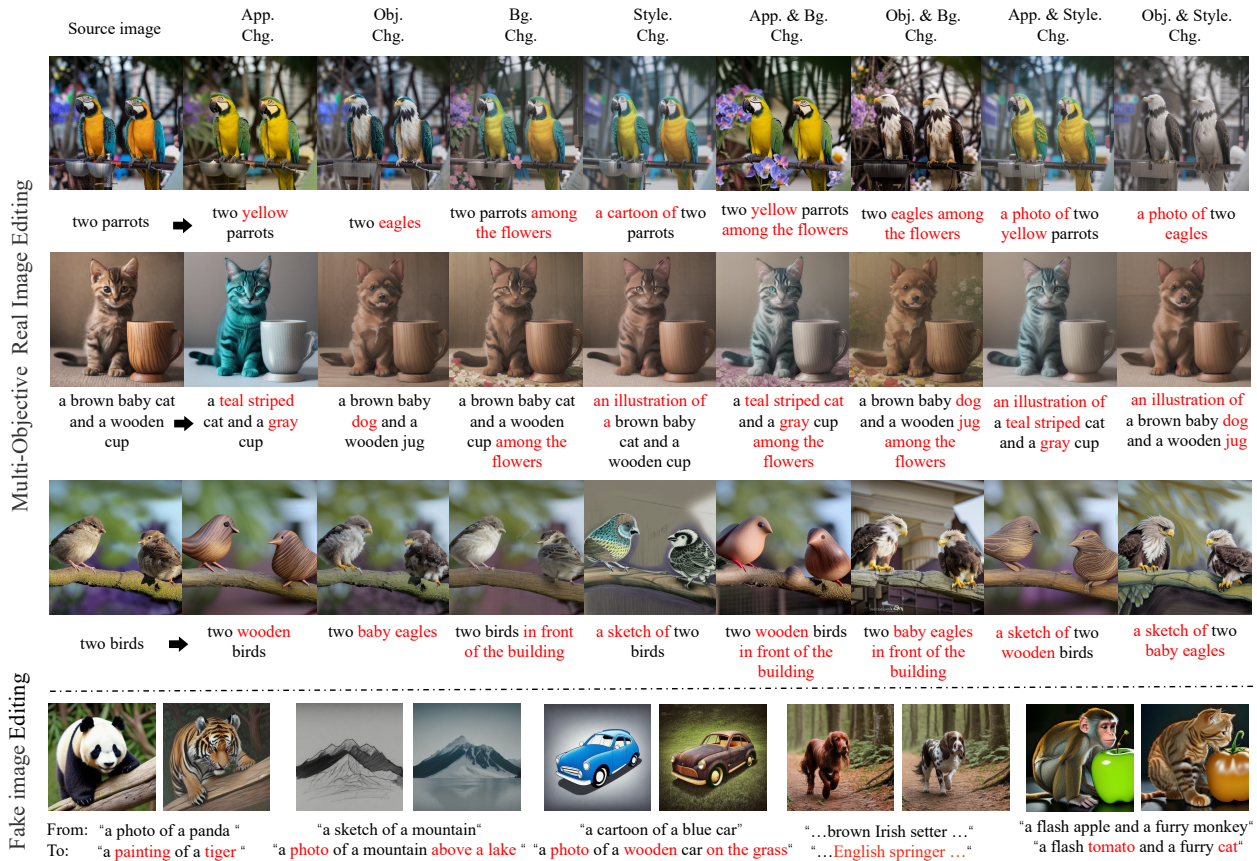 Source image
App.
Chg.
Obj.
Chg.
Bg.
Chg.
Style.
Chg.
App. & Bg.
Chg.
Obj. & Bg.
Chg.
App. & Style.
Chg.
Obj. & Style.
Chg.
Multi-Objective Real Image Editing
two parrots
two yellow
parrots
two eagles
two parrots among
the flowers
a cartoon of two
parrots
two yellow parrots
among the flowers
two eagles among
the flowers
a photo of two
yellow parrots
a photo of two
eagles
a brown baby cat
and a wooden
cup
a teal striped
cat and a gray
cup
a brown baby
dog and a
wooden jug
a brown baby cat
and a wooden
cup among the
flowers
an illustration of
a brown baby
cat and a
wooden cup
a teal striped cat
and a gray cup
among the
flowers
a brown baby dog
and a wooden jug
among the
flowers
an illustration of
a teal striped cat
and a gray cup
an illustration of
a brown baby dog
and a wooden jug
two birds
two wooden
birds
two baby eagles
two birds in front
of the building
a sketch of two
birds
two wooden birds
in front of the
building
two baby eagles
in front of the
building
a sketch of two
wooden birds
a sketch of two
baby eagles
Fake image Editing
From:
To:
“a photo of a panda “
“a painting of a tiger “
“a sketch of a mountain“
“a photo of a mountain above a lake “
“a cartoon of a blue car”
“a photo of a wooden car on the grass”
“…brown Irish setter …“
“…English springer …“
“a flash apple and a furry monkey“
“a flash tomato and a furry cat“